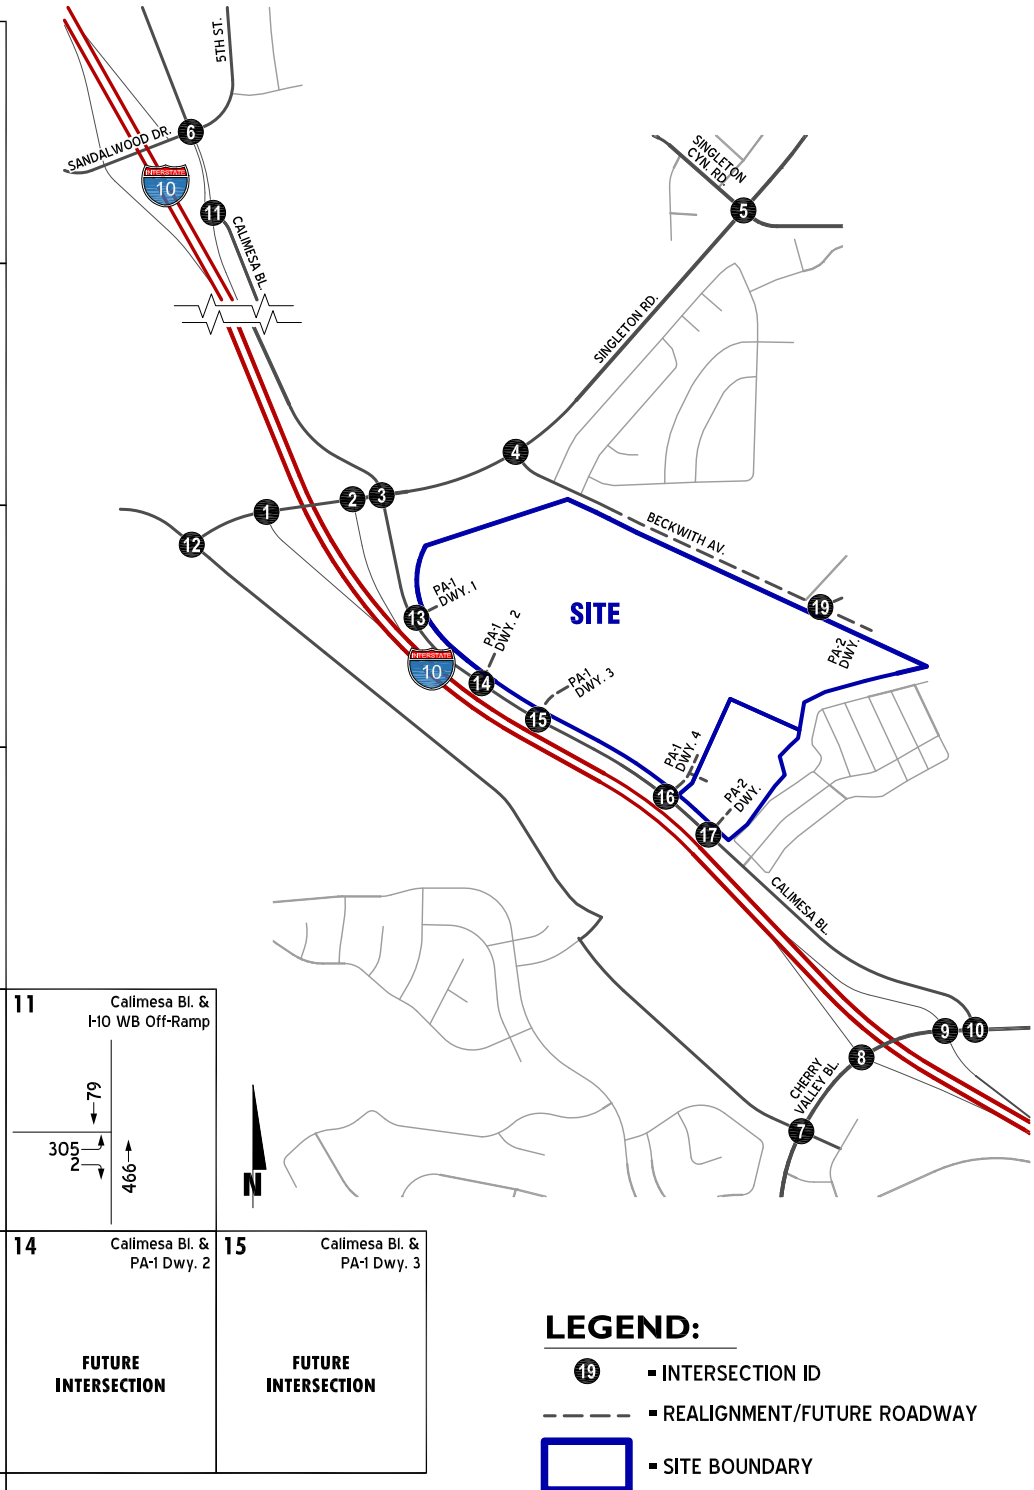 5TH ST.
SANDALWOOD DR.
6
INTERSTATE
10
11
CALIMESA BL.
SINGLETON
CYN. RD.
5
SINGLETON RD.
4
3
2
1
12
BECKWITH AV.
SITE
19
PA-2
DWY.
PA-1
DWY. 1
13
PA-1
DWY. 2
INTERSTATE
10
14
PA-1
DWY. 3
15
PA-1
DWY. 4
16
PA-2
DWY.
17
CALIMESA BL.
9
10
8
CHERRY
VALLEY BL.
7
11
Calimesa Bl. &
I-10 WB Off-Ramp
79
305
2
466
N
14
Calimesa Bl. &
PA-1 Dwy. 2
FUTURE
INTERSECTION
15
Calimesa Bl. &
PA-1 Dwy. 3
FUTURE
INTERSECTION
LEGEND:
19
= INTERSECTION ID
= REALIGNMENT/FUTURE ROADWAY
= SITE BOUNDARY